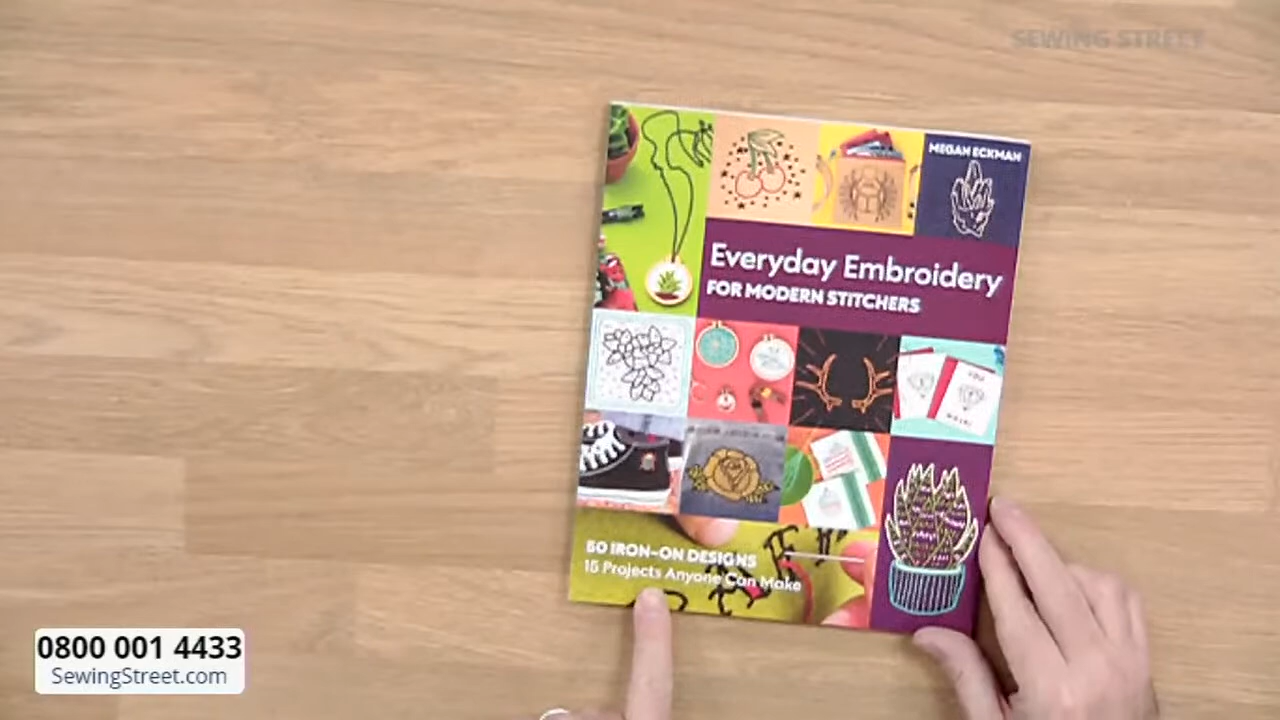 SEWING STREET
MEGAN ECKMAN
Everyday Embroidery
FOR MODERN STITCHERS
YOU
50 IRON-ON DESIGNS
15 Projects Anyone Can Make
0800 001 4433
SewingStreet.com